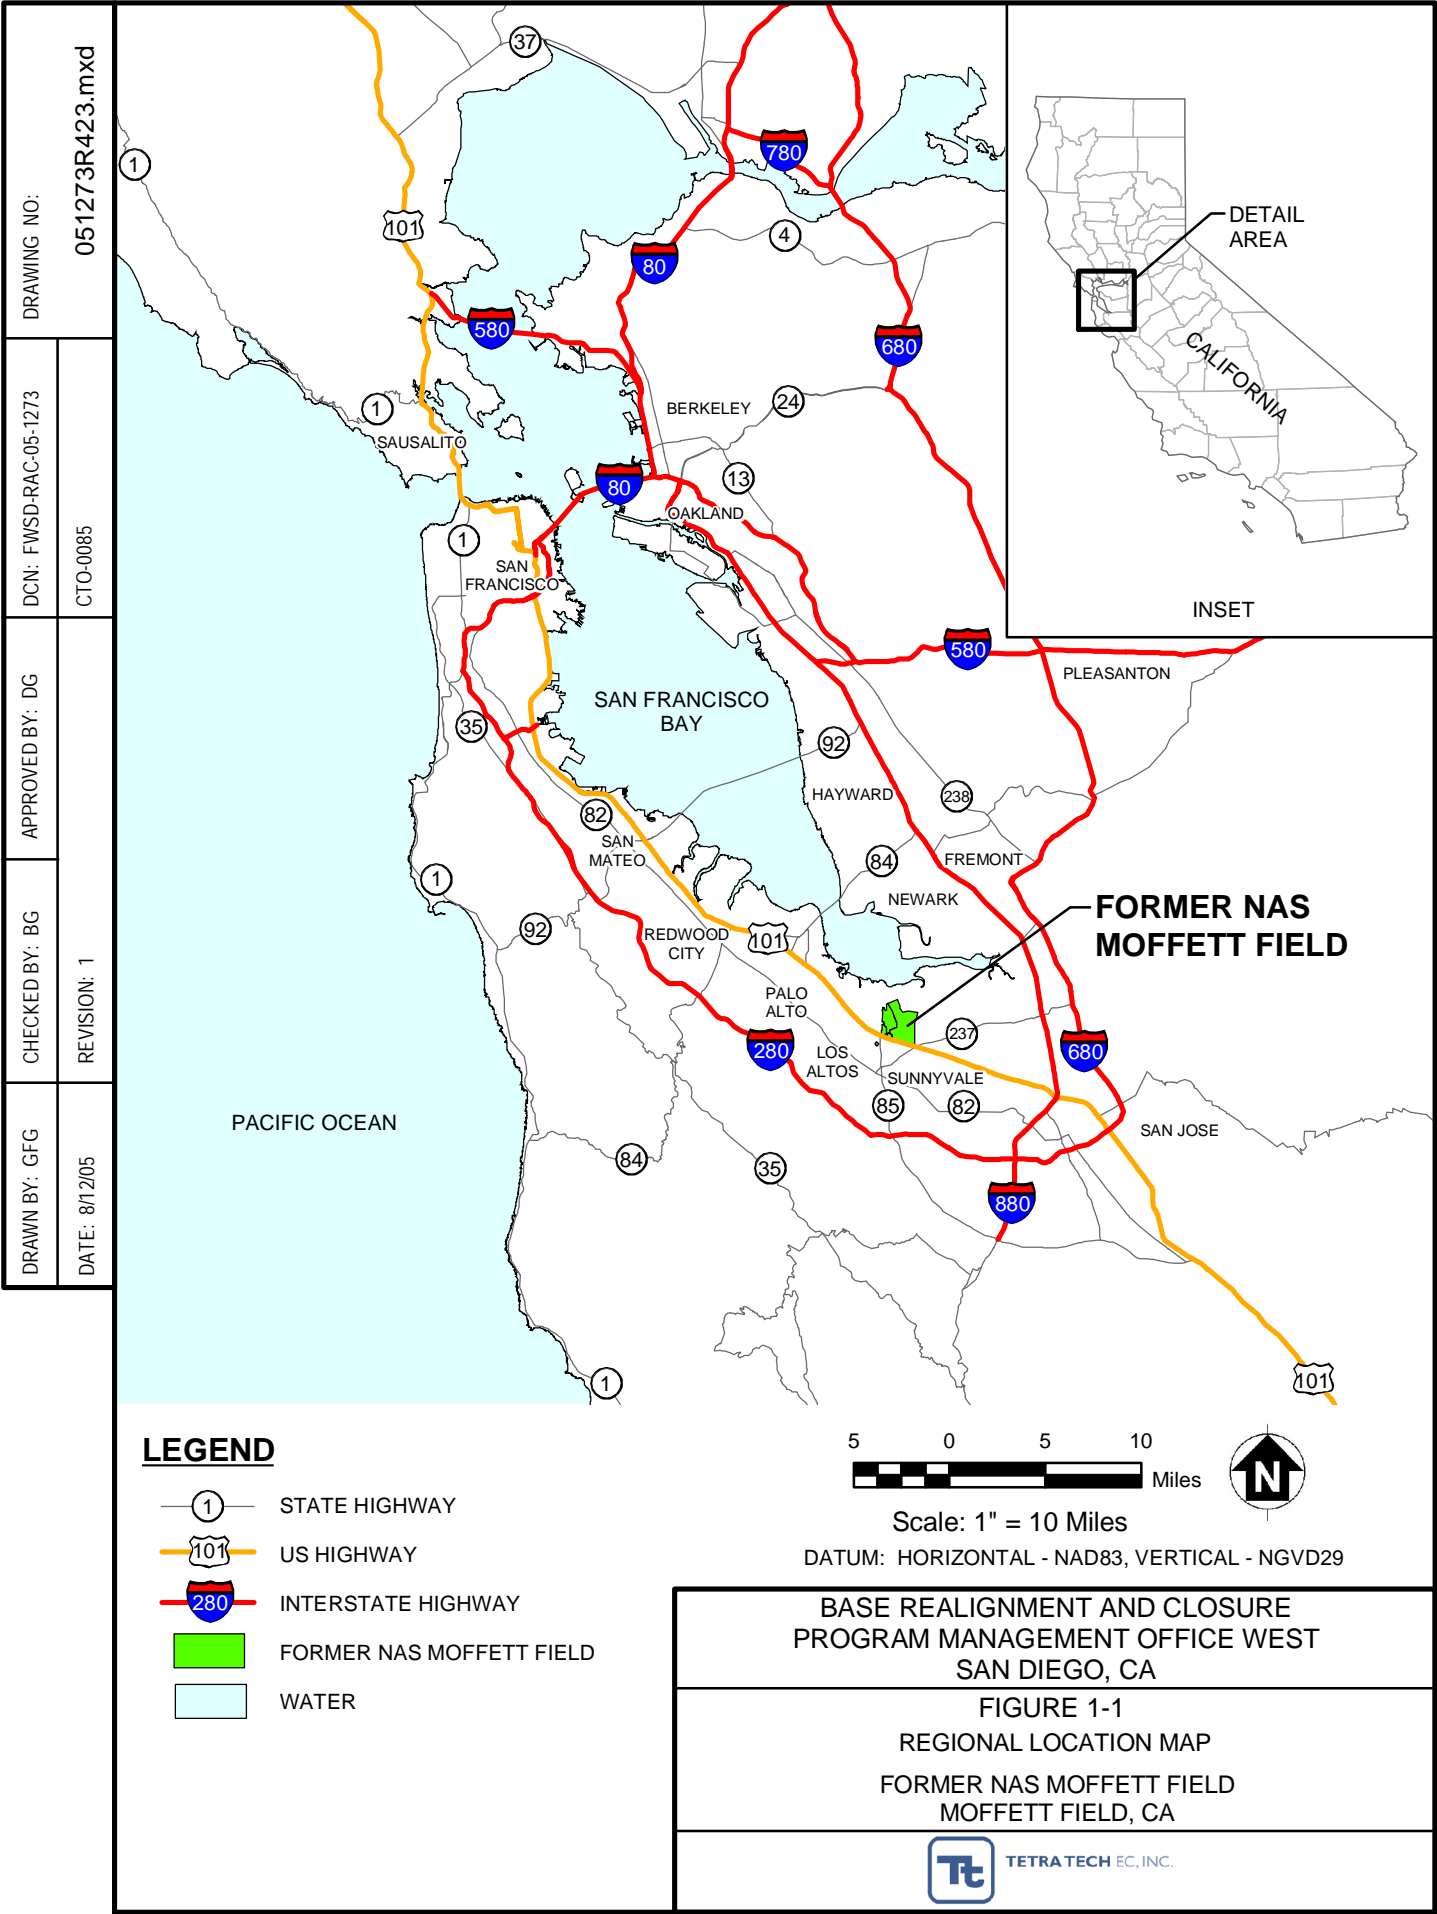 DRAWING NO:
051273R423.mxd
DCN: FWSD-RAC-05-1273
CTO-0085
APPROVED BY: DG
CHECKED BY: BG
REVISION: 1
DRAWN BY: GFG
DATE: 8/12/05
37
1
101
780
4
80
580
680
1
SAUSALITO
BERKELEY
24
13
80
OAKLAND
1
SAN
FRANCISCO
DETAIL
AREA
CALIFORNIA
INSET
580
PLEASANTON
SAN FRANCISCO
BAY
35
92
HAYWARD
238
82
SAN
MATEO
84
FREMONT
1
NEWARK
92
REDWOOD
CITY
101
FORMER NAS
MOFFETT FIELD
PALO
ALTO
237
280
LOS
ALTOS
680
SUNNYVALE
85
82
PACIFIC OCEAN
SAN JOSE
84
35
880
1
101
LEGEND
1
STATE HIGHWAY
101
US HIGHWAY
280
INTERSTATE HIGHWAY
FORMER NAS MOFFETT FIELD
WATER
5 0 5 10
Miles
N
Scale: 1" = 10 Miles
DATUM: HORIZONTAL - NAD83, VERTICAL - NGVD29
BASE REALIGNMENT AND CLOSURE
PROGRAM MANAGEMENT OFFICE WEST
SAN DIEGO, CA
FIGURE 1-1
REGIONAL LOCATION MAP
FORMER NAS MOFFETT FIELD
MOFFETT FIELD, CA
Tt
TETRA TECH EC, INC.